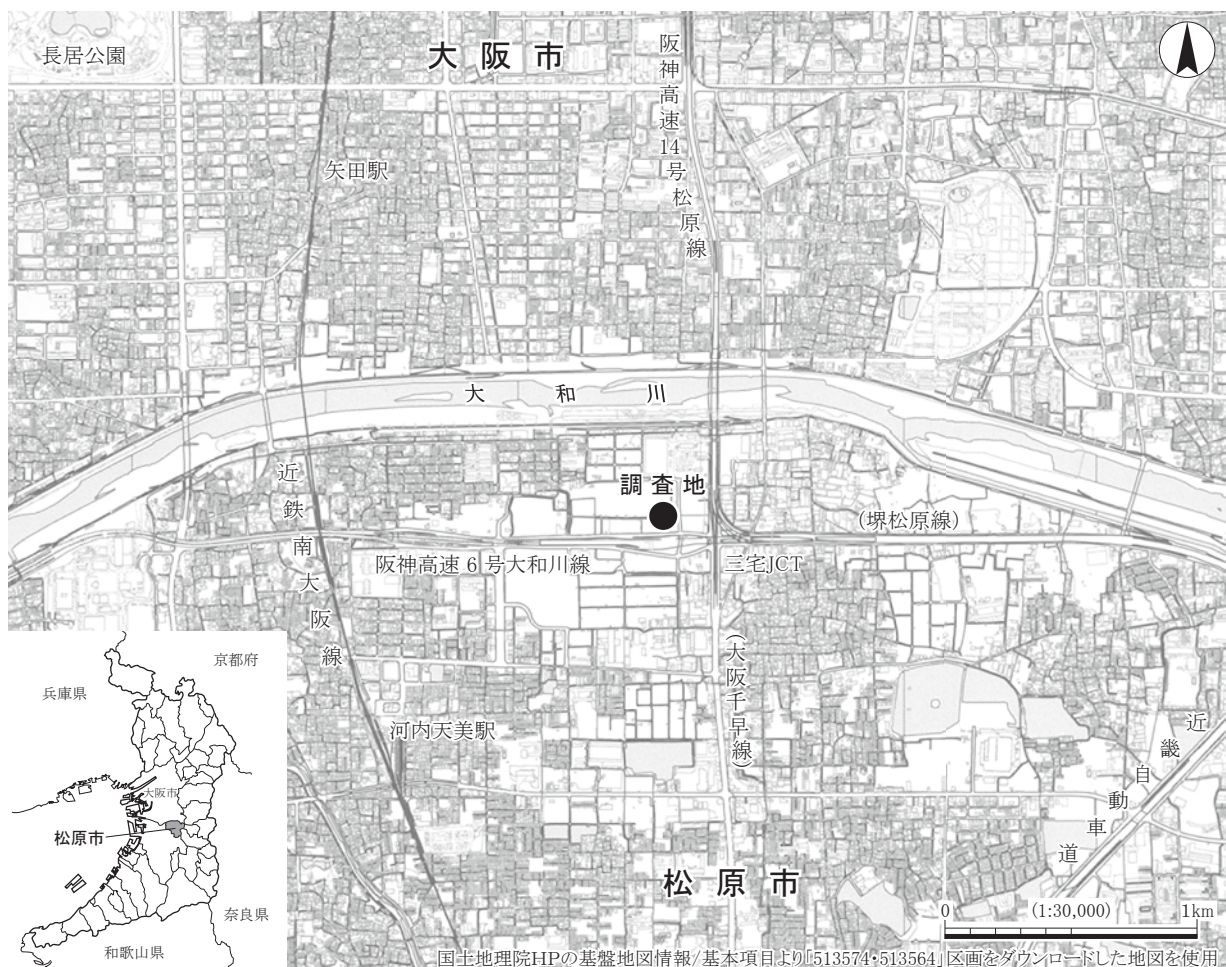 長居公園
大阪市
阪神高速14号松原線
矢田駅
大和川
調査地
近鉄南大阪線
(堺松原線)
阪神高速6号大和川線
三宅JCT
(大阪千早線)
河内天美駅
近畿自動車道
松原市
京都府
兵庫県
大阪市
松原市
奈良県
和歌山県
0 (1:30,000) 1km
国土地理院HPの基盤地図情報/基本項目より「513574・513564」区画をダウンロードした地図を使用